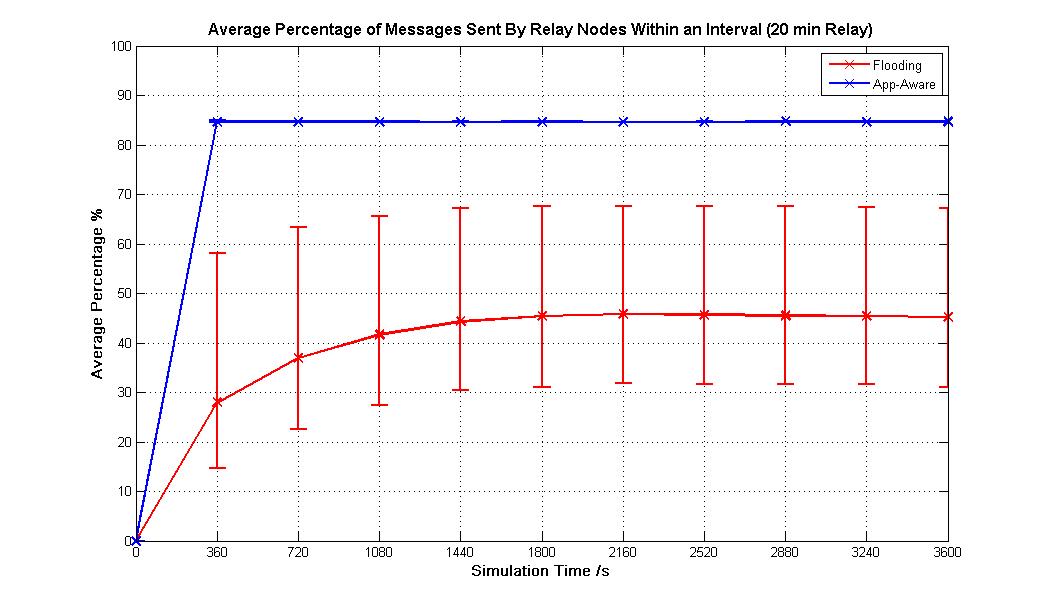 Average Percentage of Messages Sent By Relay Nodes Within an Interval (20 min Relay)
100
Flooding
App-Aware
90
80
70
60
50
40
30
20
10
0
Average Percentage %
0 360 720 1080 1440 1800 2160 2520 2880 3240 3600
Simulation Time /s